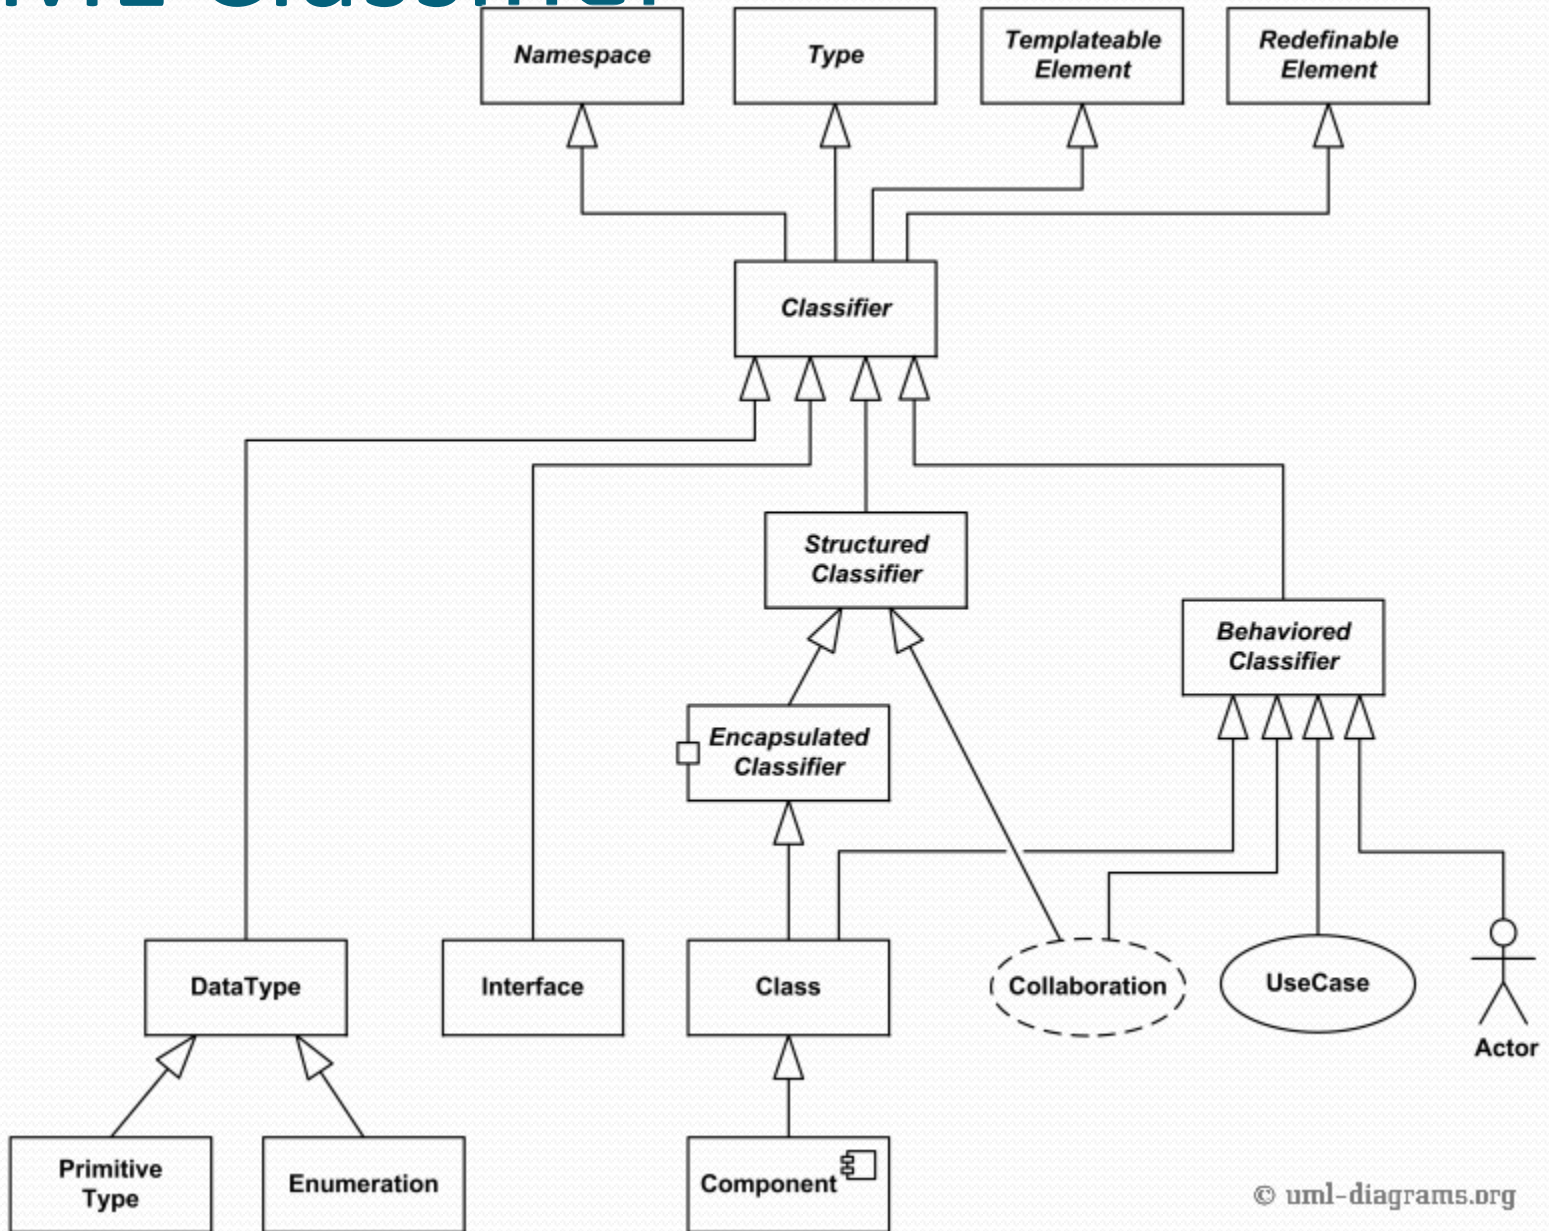 Namespace
Type
Templateable
Element
Redefinable
Element
Classifier
Structured
Classifier
Behaviored
Classifier
Encapsulated
Classifier
DataType
Interface
Class
Collaboration
UseCase
Actor
Primitive
Type
Enumeration
Component
© uml-diagrams.org